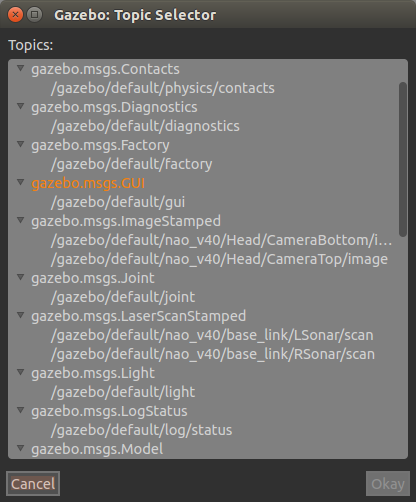 Gazebo: Topic Selector
Topics:
gazebo.msgs.Contacts
/gazebo/default/physics/contacts
gazebo.msgs.Diagnostics
/gazebo/default/diagnostics
gazebo.msgs.Factory
/gazebo/default/factory
gazebo.msgs.GUI
/gazebo/default/gui
gazebo.msgs.ImageStamped
/gazebo/default/nao_v40/Head/CameraBottom/i...
/gazebo/default/nao_v40/Head/CameraTop/image
gazebo.msgs.Joint
/gazebo/default/joint
gazebo.msgs.LaserScanStamped
/gazebo/default/nao_v40/base_link/LSonar/scan
/gazebo/default/nao_v40/base_link/RSonar/scan
gazebo.msgs.Light
/gazebo/default/light
gazebo.msgs.LogStatus
/gazebo/default/log/status
gazebo.msgs.Model
Cancel Okay